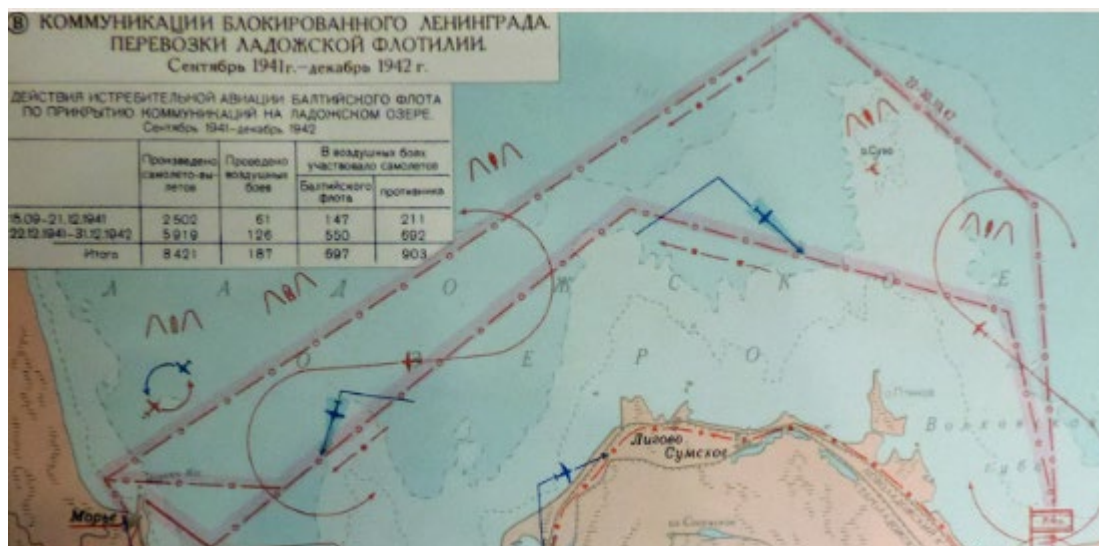 В КОММУНИКАЦИИ БЛОКИРОВАННОГО ЛЕНИНГРАДА.
ПЕРЕВОЗКИ ЛАДОЖСКОЙ ФЛОТИЛИИ.
Сентябрь 1941г.–декабрь 1942 г.
ДЕЙСТВИЯ ИСТРЕБИТЕЛЬНОЙ АВИАЦИИ БАЛТИЙСКОГО ФЛОТА
ПО ПРИКРЫТИЮ КОММУНИКАЦИЙ НА ЛАДОЖСКОМ ОЗЕРЕ.
Сентябрь 1941–декабрь 1942
Произведено самолето-вылетов
Проведено воздушных боев
В воздушных боях участвовало самолетов
Балтийского флота
противника
15.09–21.12.1941 2502 61 147 211
22.12.1941–31.12.1942 5919 126 550 692
Итого 8421 187 697 903
о.Сухо
ЛАДОЖСКОЕ
ОЗЕРО
Лигово
Сумское
Волховская
губа
Морье